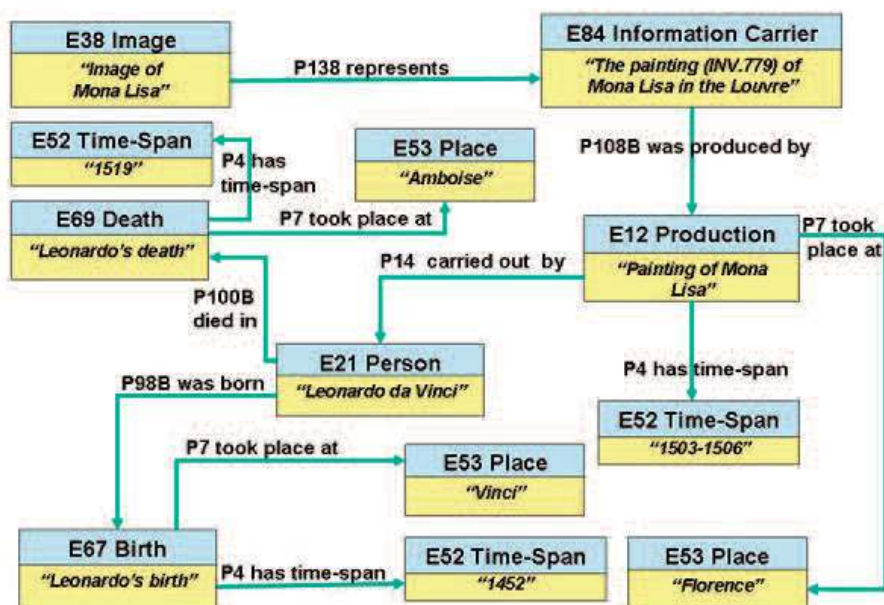 E38 Image
“Image of
Mona Lisa”
P138 represents
E84 Information Carrier
“The painting (INV.779) of
Mona Lisa in the Louvre”
E52 Time-Span
“1519”
P4 has
time-span
E53 Place
“Amboise”
P108B was produced by
E69 Death
“Leonardo’s death”
P7 took place at
E12 Production
“Painting of Mona
Lisa”
P7 took
place at
P14 carried out by
P100B
died in
E21 Person
“Leonardo da Vinci”
P4 has time-span
P98B was born
E52 Time-Span
“1503-1506”
P7 took place at
E53 Place
“Vinci”
E67 Birth
“Leonardo’s birth”
P4 has time-span
E52 Time-Span
“1452”
E53 Place
“Florence”